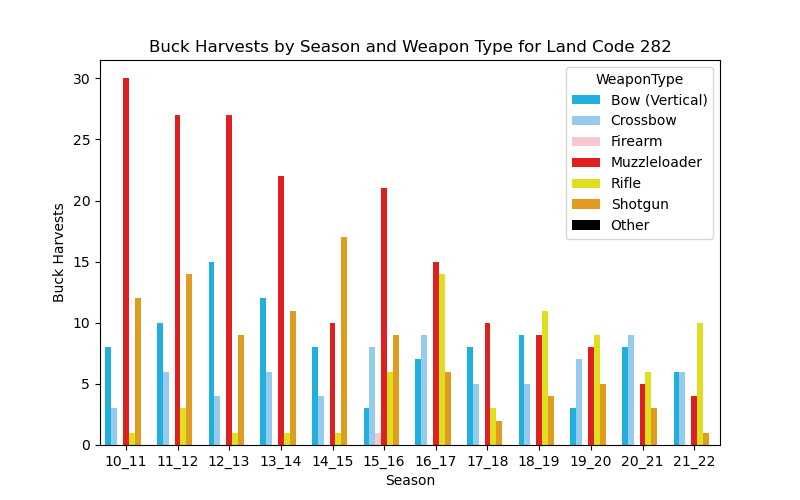 Buck Harvests by Season and Weapon Type for Land Code 282
WeaponType
Bow (Vertical)
Crossbow
Firearm
Muzzleloader
Rifle
Shotgun
Other
Buck Harvests
30
25
20
15
10
5
0
10_11 11_12 12_13 13_14 14_15 15_16 16_17 17_18 18_19 19_20 20_21 21_22
Season